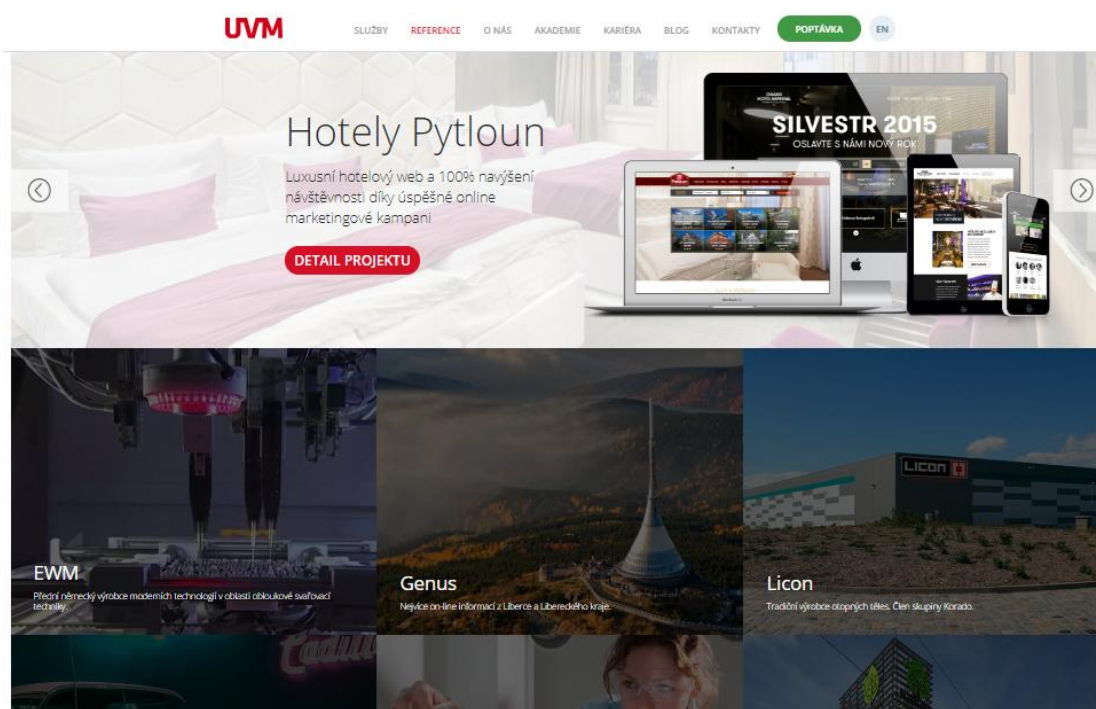 UVM
SLUŽBY REFERENCE O NÁS AKADEMIE KARIÉRA BLOG KONTAKTY POPTÁVKA EN
Hotely Pytloun
Luxusní hotelový web a 100% navýšení
návštěvnosti díky úspěšné online
marketingové kampani
DETAIL PROJEKTU
SILVESTR 2015
OSLAVTE S NÁMI NOVÝ ROK
LICON
EWM
Přední německý výrobce moderních technologií v oblasti obloukové svařovací
techniky.
Genus
Nejvíce on-line informací z Liberce a Libereckého kraje.
Licon
Tradiční výrobce otopných těles. Člen skupiny Korado.